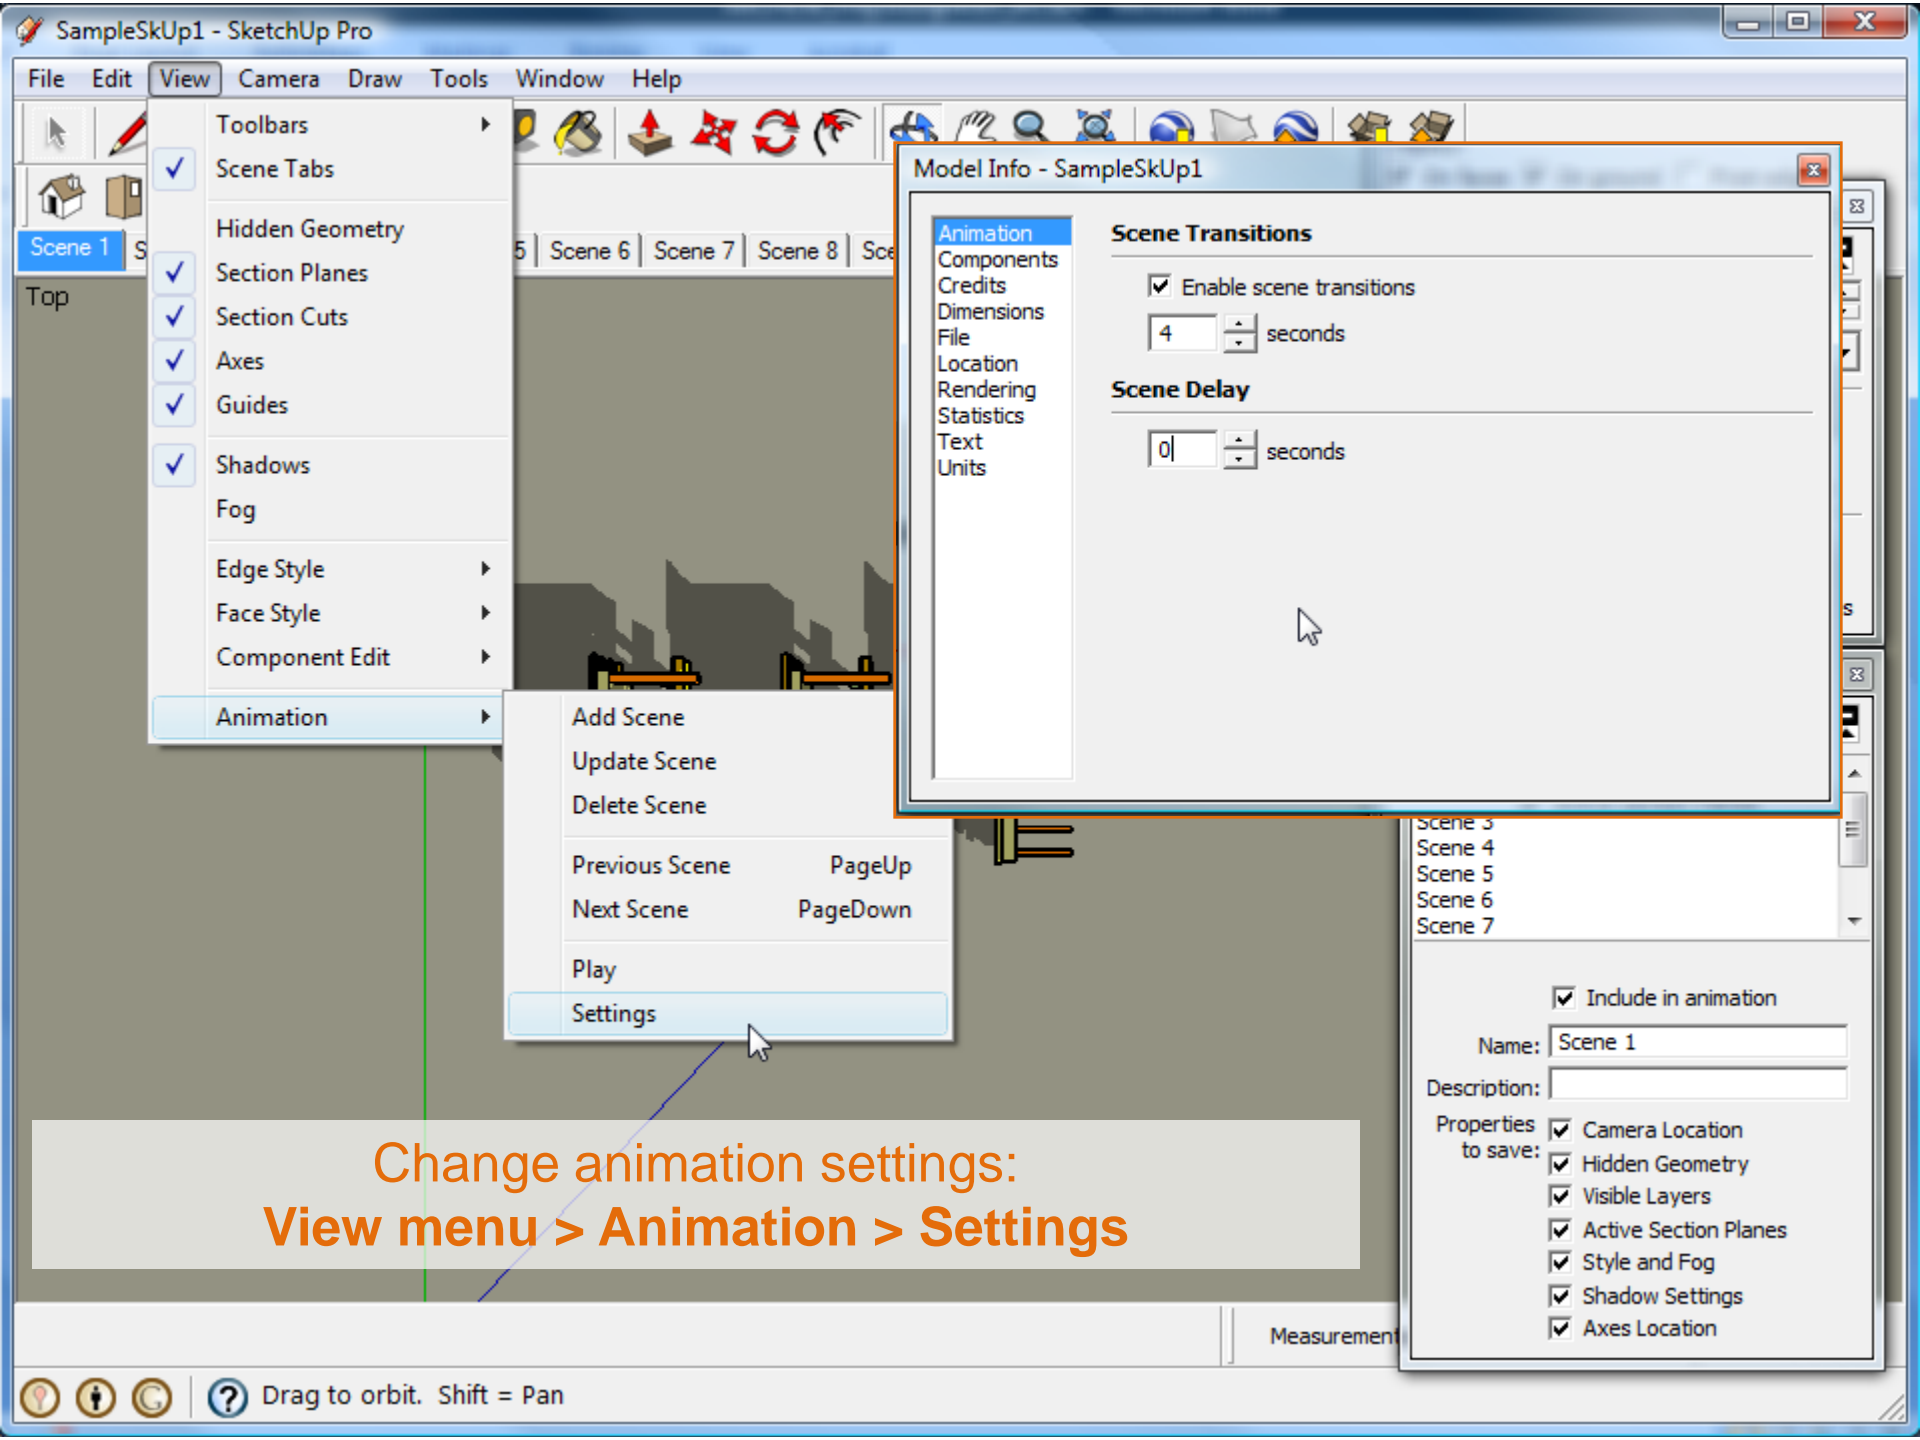 SampleSkUp1 - SketchUp Pro
File Edit View Camera Draw Tools Window Help
Toolbars
Scene Tabs
Hidden Geometry
Section Planes
Section Cuts
Axes
Guides
Shadows
Fog
Edge Style
Face Style
Component Edit
Animation
Scene 1 S 5 Scene 6 Scene 7 Scene 8 Sce
Top
Add Scene
Update Scene
Delete Scene
Previous Scene PageUp
Next Scene PageDown
Play
Settings
Model Info - SampleSkUp1
Animation
Components
Credits
Dimensions
File
Location
Rendering
Statistics
Text
Units
Scene Transitions
Enable scene transitions
4 seconds
Scene Delay
0 seconds
s
Scene 3
Scene 4
Scene 5
Scene 6
Scene 7
Include in animation
Name: Scene 1
Description:
Properties to save:
Camera Location
Hidden Geometry
Visible Layers
Active Section Planes
Style and Fog
Shadow Settings
Axes Location
Change animation settings:
View menu > Animation > Settings
Measurement
Drag to orbit. Shift = Pan